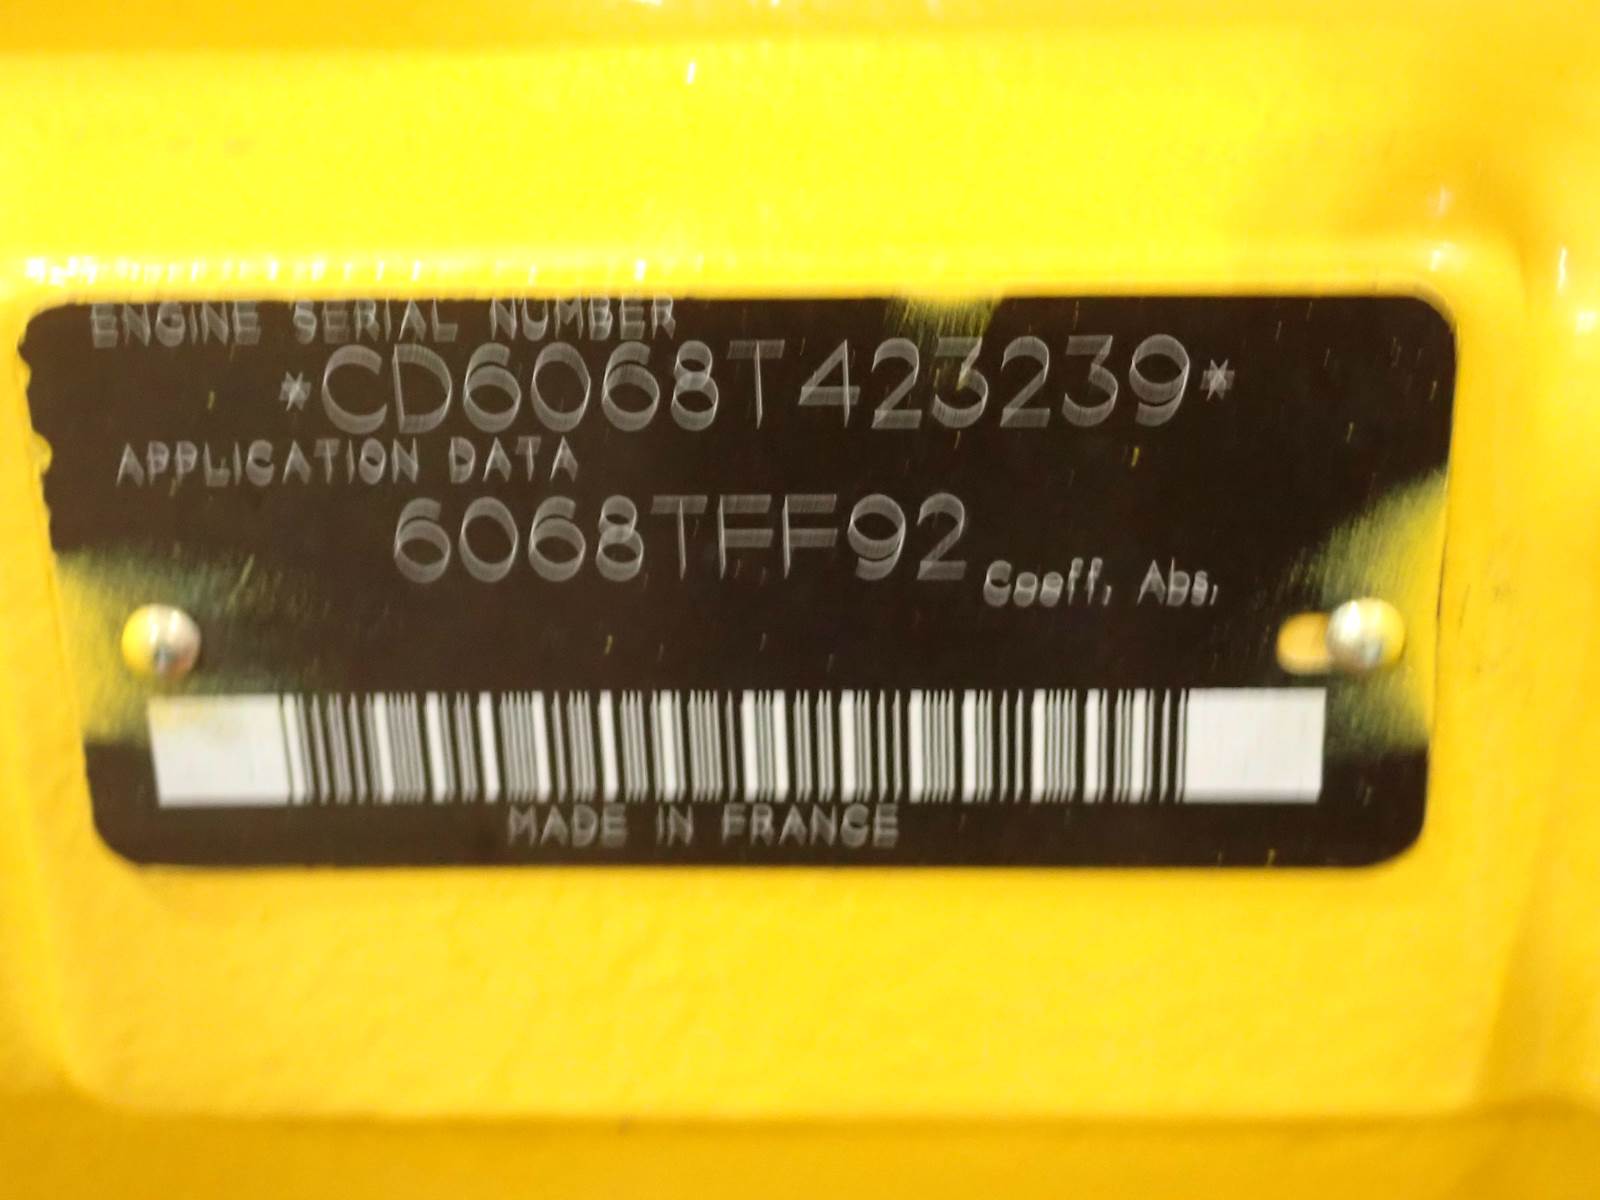 ENGINE SERIAL NUMBER
*CD6068T423239*
APPLICATION DATA
6068TFF92
Coeff. Abs.
MADE IN FRANCE